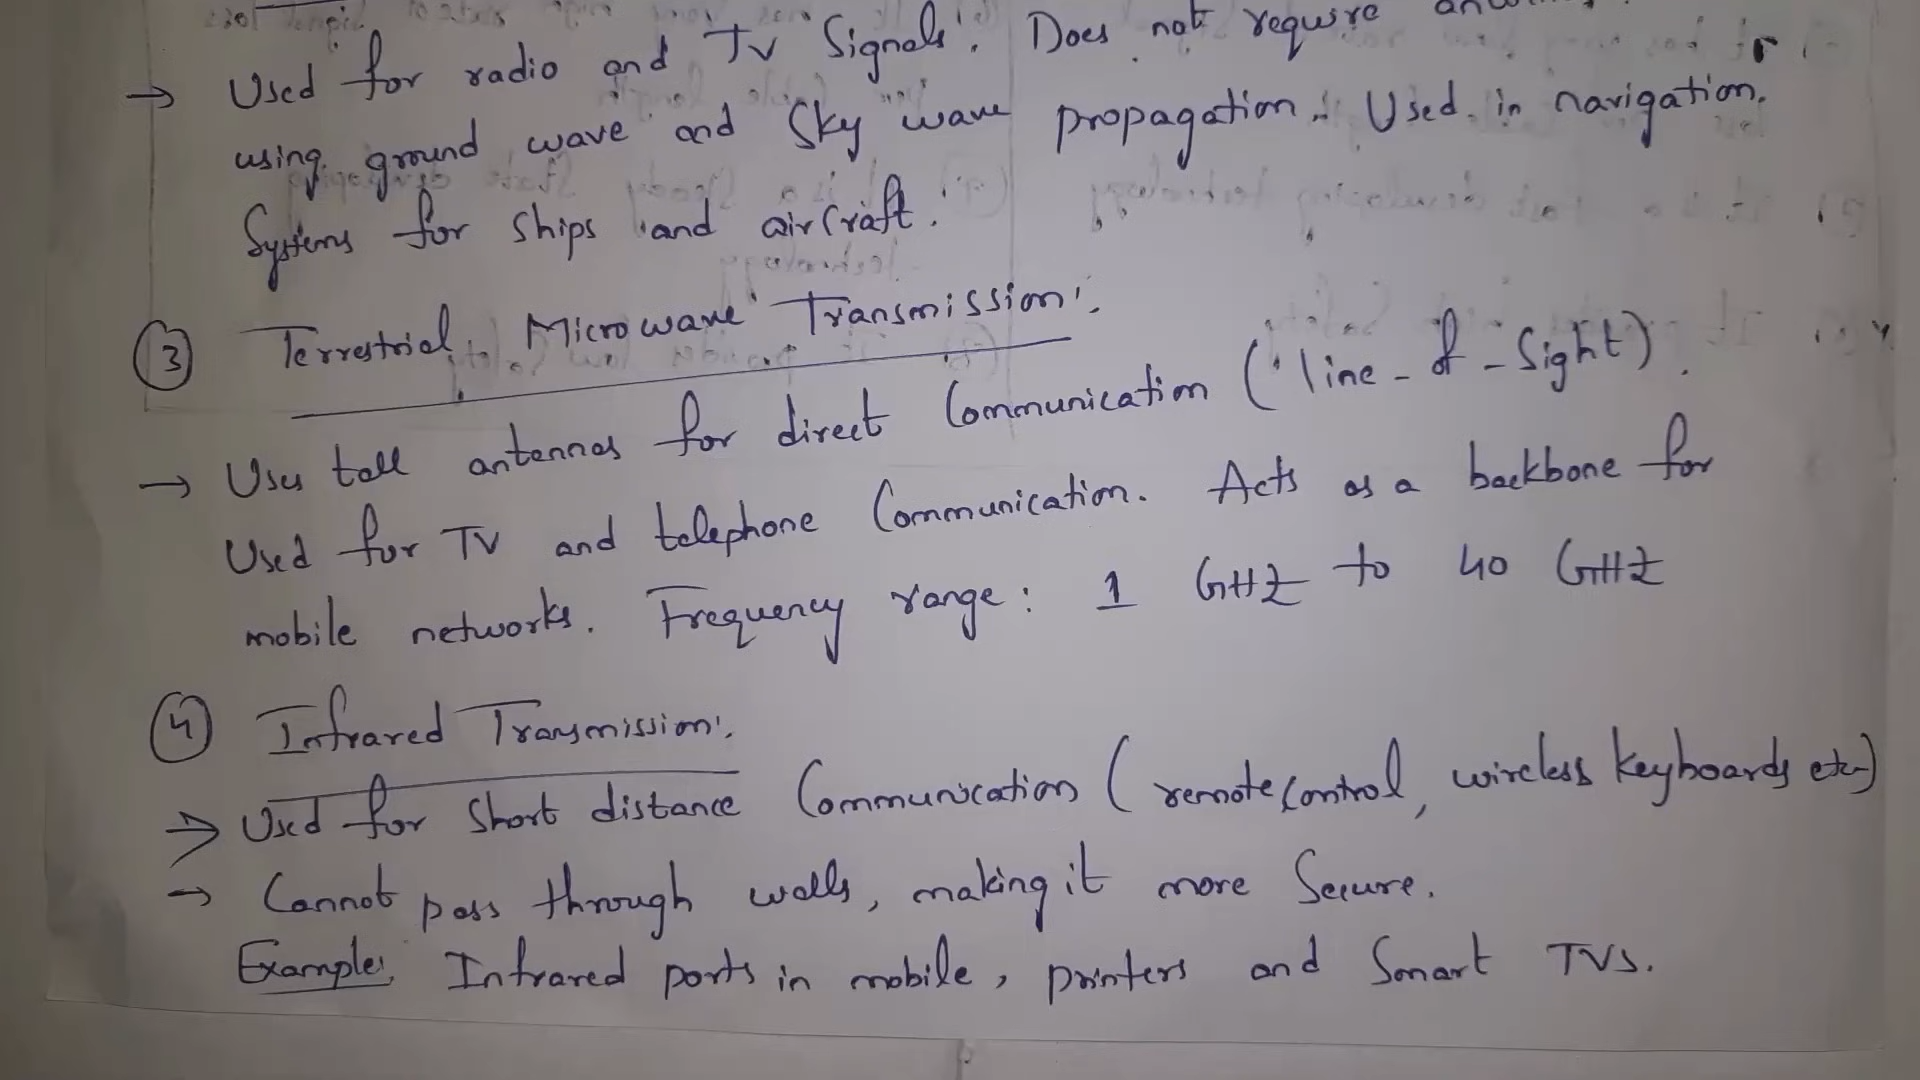 → Used for radio and TV Signals. Does not require
using ground wave and Sky wave propagation. Used in navigation.
Systems for ships and aircraft.
③ Terrestrial Microwave Transmission:
→ Uses tall antennas for direct Communication (line-of-Sight).
Used for TV and telephone Communication. Acts as a backbone for
mobile networks. Frequency range: 1 GHZ to 40 GHZ
④ Infrared Transmission:
→ Used for Short distance Communication (remote control, wireless keyboards etc)
→ Cannot pass through walls, making it more Secure.
Example: Infrared ports in mobile, printers and Smart TVs.